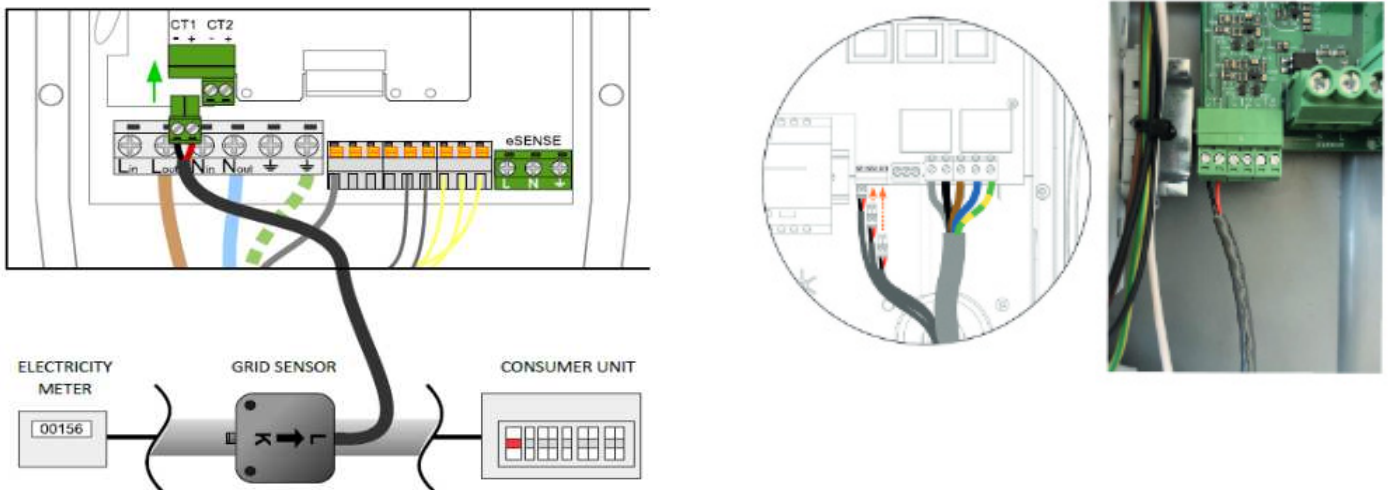 CT1 CT2
- + - +
eSENSE
Lin Lout Nin Nout
L N
ELECTRICITY
METER
GRID SENSOR
CONSUMER UNIT
00156
K L